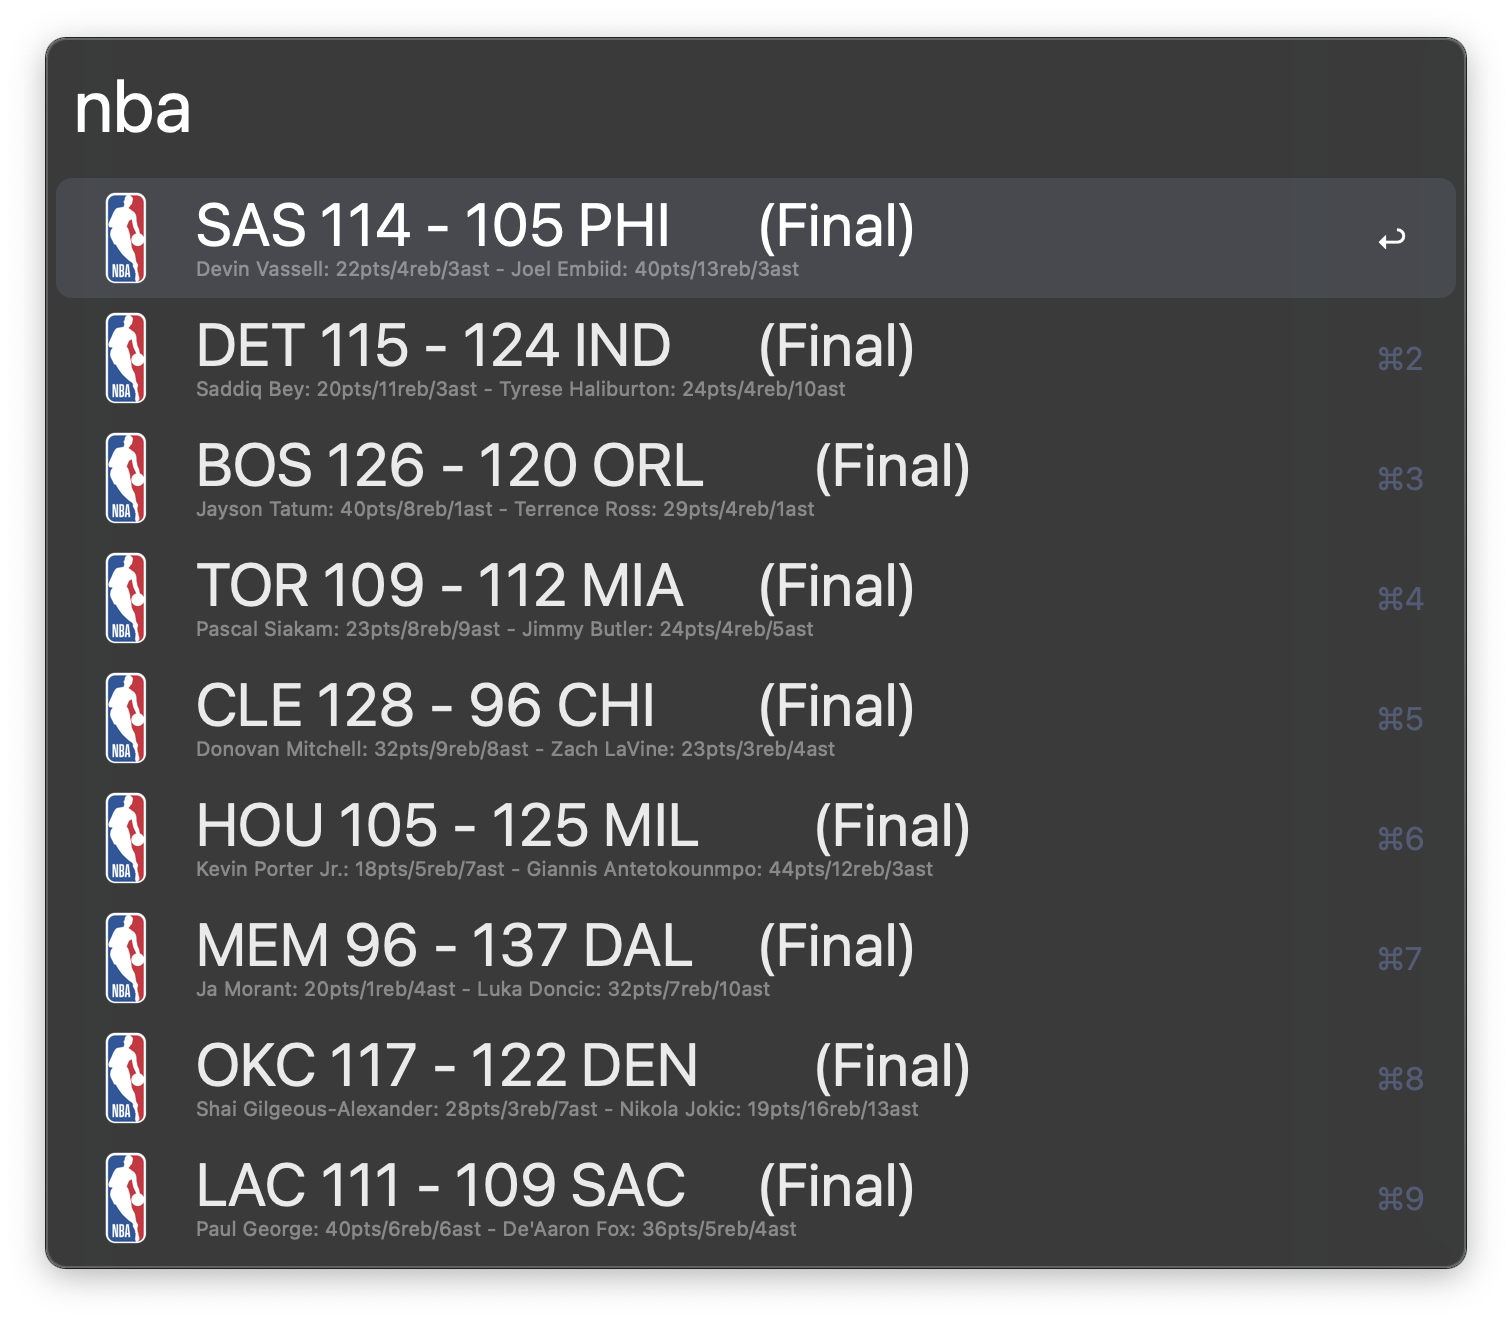 nba
NBA
SAS 114 - 105 PHI (Final)
Devin Vassell: 22pts/4reb/3ast - Joel Embiid: 40pts/13reb/3ast
↩
NBA
DET 115 - 124 IND (Final)
Saddiq Bey: 20pts/11reb/3ast - Tyrese Haliburton: 24pts/4reb/10ast
⌘2
NBA
BOS 126 - 120 ORL (Final)
Jayson Tatum: 40pts/8reb/1ast - Terrence Ross: 29pts/4reb/1ast
⌘3
NBA
TOR 109 - 112 MIA (Final)
Pascal Siakam: 23pts/8reb/9ast - Jimmy Butler: 24pts/4reb/5ast
⌘4
NBA
CLE 128 - 96 CHI (Final)
Donovan Mitchell: 32pts/9reb/8ast - Zach LaVine: 23pts/3reb/4ast
⌘5
NBA
HOU 105 - 125 MIL (Final)
Kevin Porter Jr.: 18pts/5reb/7ast - Giannis Antetokounmpo: 44pts/12reb/3ast
⌘6
NBA
MEM 96 - 137 DAL (Final)
Ja Morant: 20pts/1reb/4ast - Luka Doncic: 32pts/7reb/10ast
⌘7
NBA
OKC 117 - 122 DEN (Final)
Shai Gilgeous-Alexander: 28pts/3reb/7ast - Nikola Jokic: 19pts/16reb/13ast
⌘8
NBA
LAC 111 - 109 SAC (Final)
Paul George: 40pts/6reb/6ast - De'Aaron Fox: 36pts/5reb/4ast
⌘9